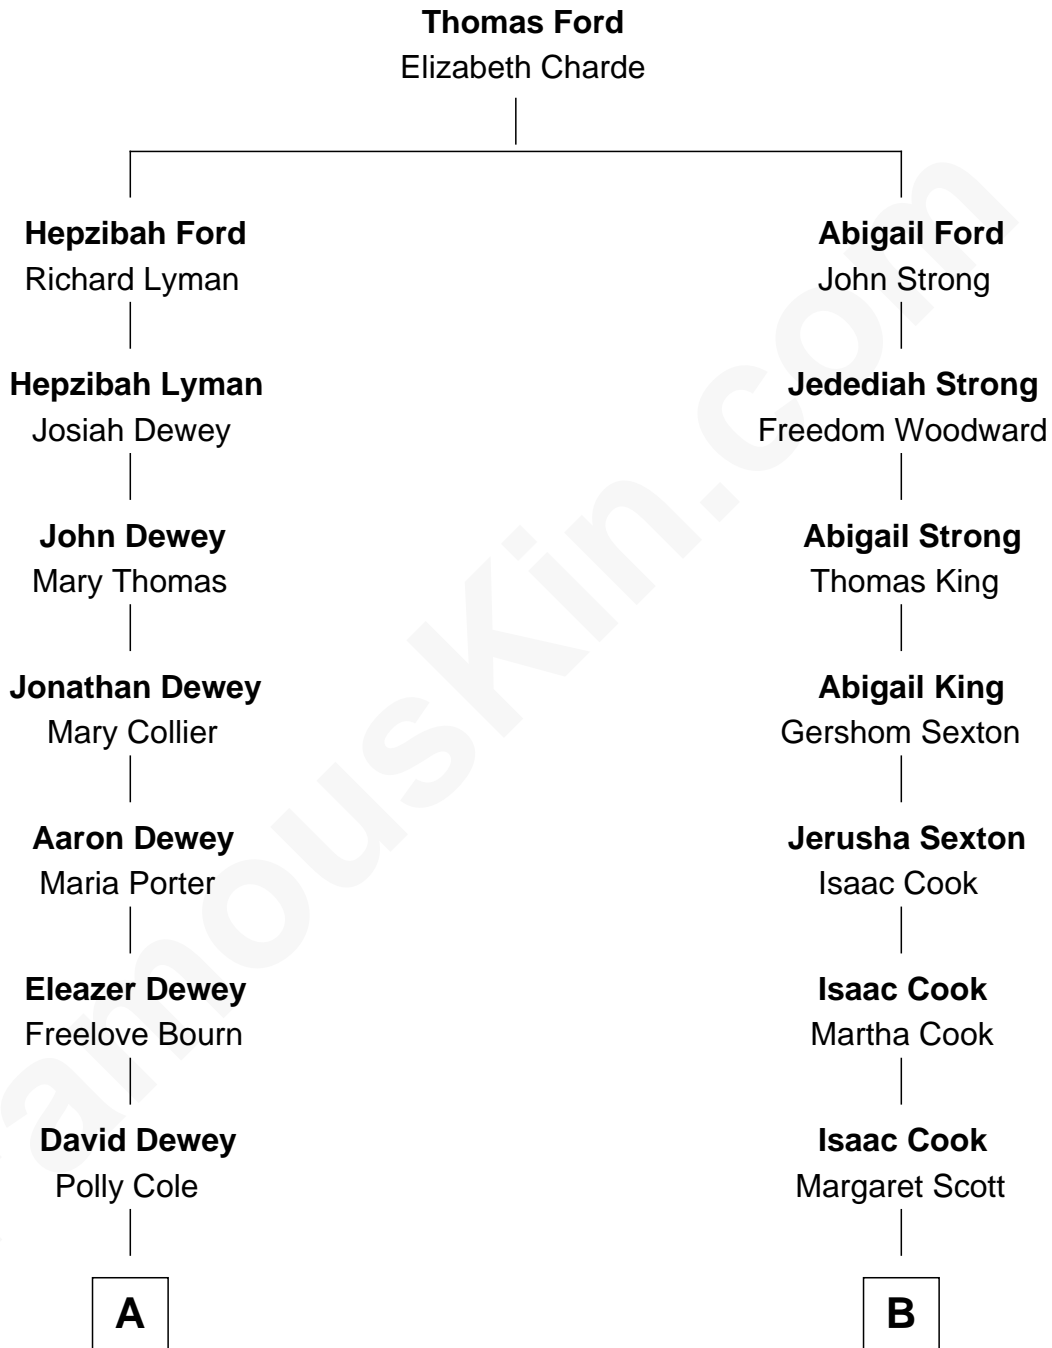 Thomas Ford
Elizabeth Charde
Hepzibah Ford
Richard Lyman
Abigail Ford
John Strong
Hepzibah Lyman
Josiah Dewey
Jedediah Strong
Freedom Woodward
John Dewey
Mary Thomas
Abigail Strong
Thomas King
Jonathan Dewey
Mary Collier
Abigail King
Gershom Sexton
Aaron Dewey
Maria Porter
Jerusha Sexton
Isaac Cook
Eleazer Dewey
Freelove Bourn
Isaac Cook
Martha Cook
David Dewey
Polly Cole
Isaac Cook
Margaret Scott
A
B
amouskin.com